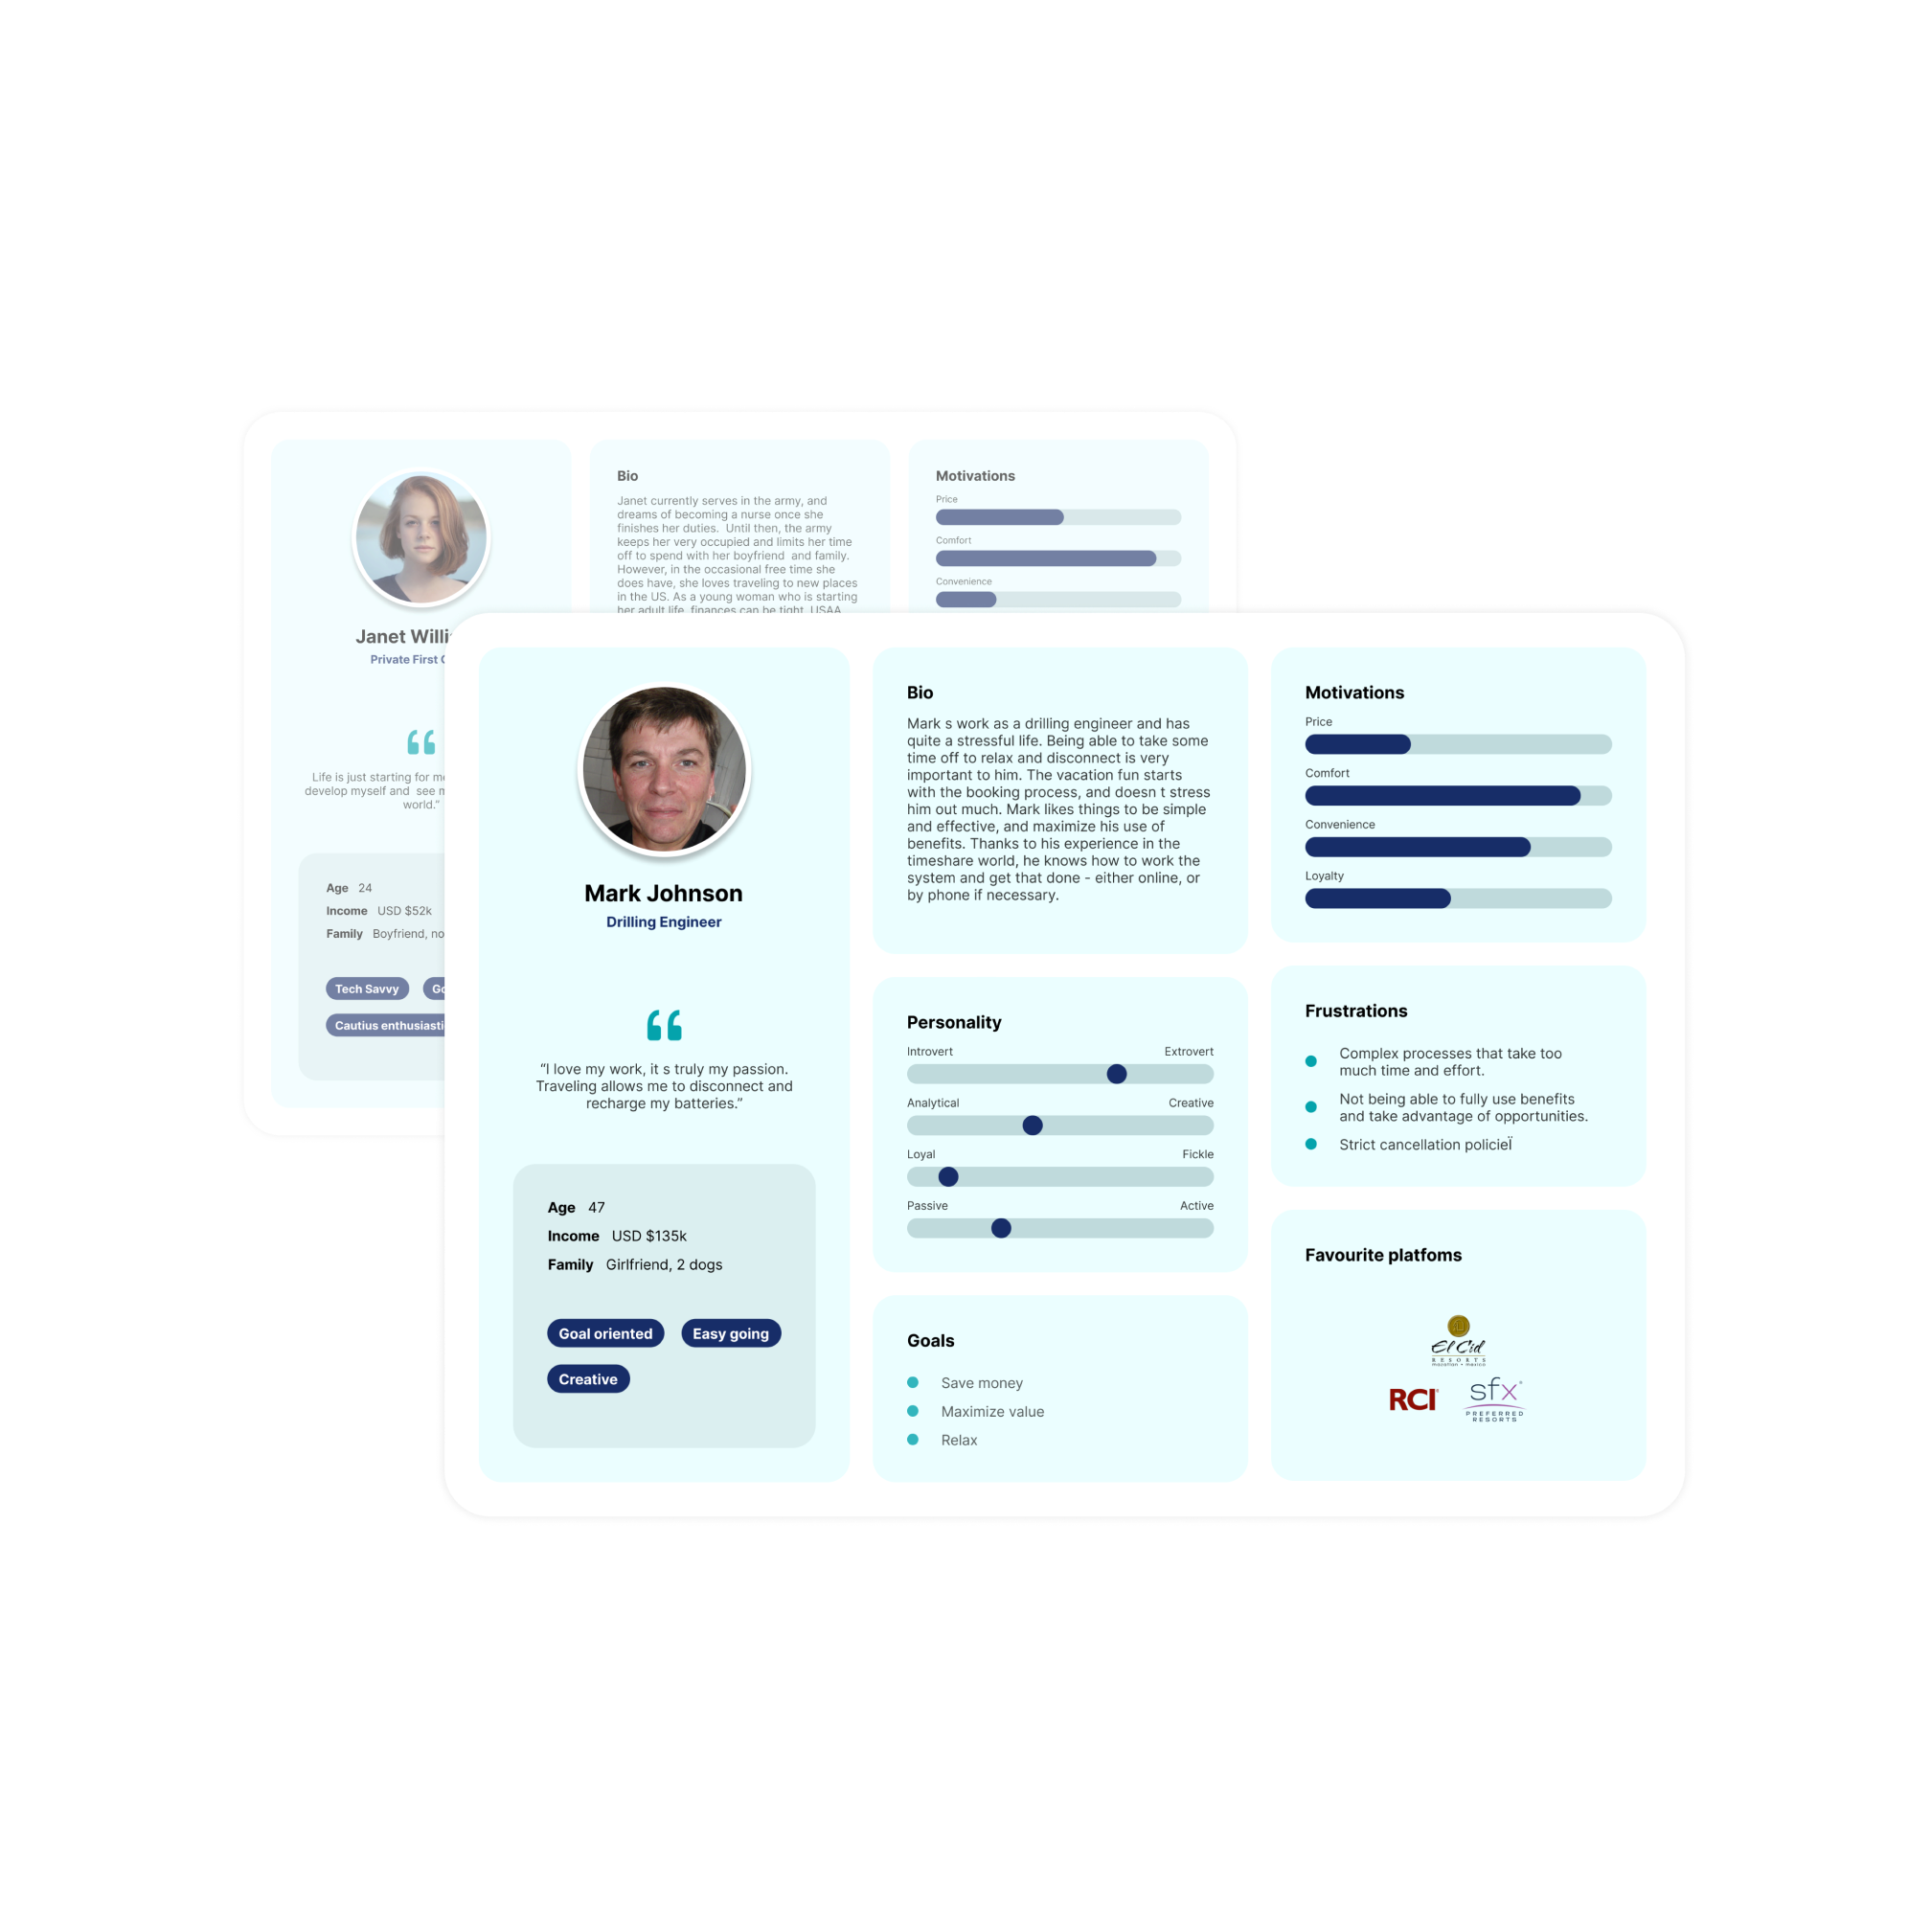 Bio
Janet currently serves in the army, and
dreams of becoming a nurse once she
finishes her duties.  Until then, the army
keeps her very occupied and limits her time
off to spend with her boyfriend  and family.
However, in the occasional free time she
does have, she loves traveling to new places
in the US. As a young woman who is starting
her adult life, finances can be tight. USAA
Motivations
Price
Comfort
Convenience
Janet
Private First
Life is just starting for
develop myself and  see
world.”
Age 24
Income USD $52k
Family Boyfriend, no
Tech Savvy
Cautius
Mark Johnson
Drilling Engineer
“I love my work, it s truly my passion.
Traveling allows me to disconnect and
recharge my batteries.”
Age 47
Income USD $135k
Family Girlfriend, 2 dogs
Goal oriented Easy going
Creative
Bio
Mark s work as a drilling engineer and has
quite a stressful life. Being able to take some
time off to relax and disconnect is very
important to him. The vacation fun starts
with the booking process, and doesn t stress
him out much. Mark likes things to be simple
and effective, and maximize his use of
benefits. Thanks to his experience in the
timeshare world, he knows how to work the
system and get that done - either online, or
by phone if necessary.
Personality
Introvert Extrovert
Analytical Creative
Loyal Fickle
Passive Active
Goals
Save money
Maximize value
Relax
Motivations
Price
Comfort
Convenience
Loyalty
Frustrations
Complex processes that take too
much time and effort.
Not being able to fully use benefits
and take advantage of opportunities.
Strict cancellation policieÏ
Favourite platfoms
El Cid
RESORTS
RCI
sfx
PREFERRED
RESORTS